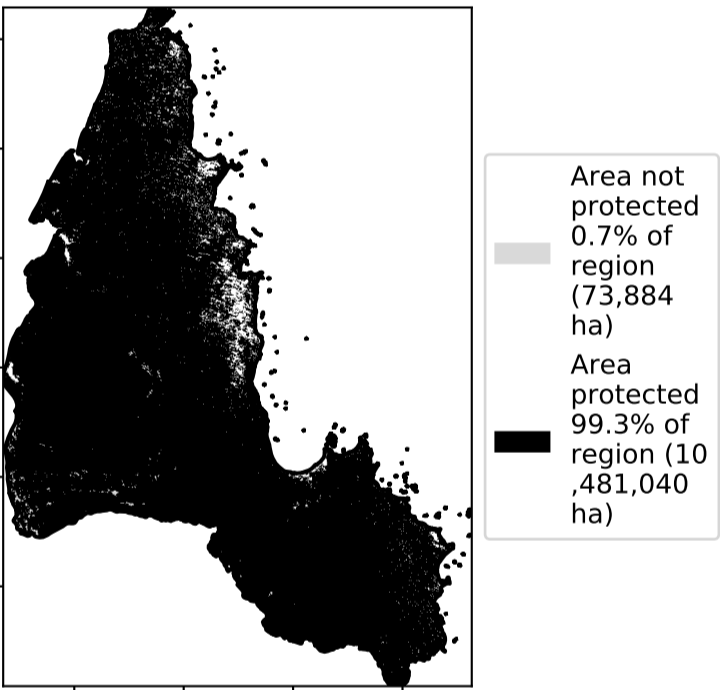 Area not
protected
0.7% of
region
(73,884
ha)
Area
protected
99.3% of
region (10
,481,040
ha)